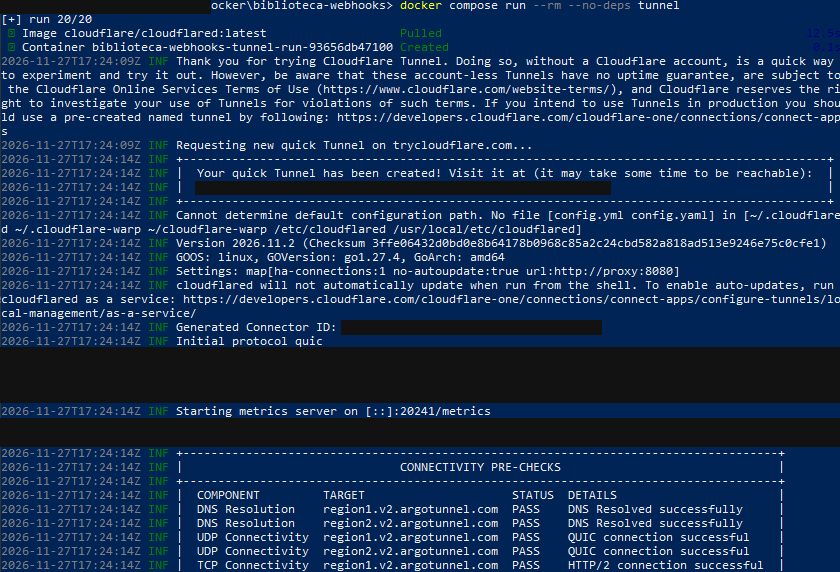 ocker\biblioteca-webhooks> docker compose run --rm --no-deps tunnel
[+] run 20/20
Image cloudflare/cloudflared:latest Pulled 12.5s
Container biblioteca-webhooks-tunnel-run-93656db47100 Created 0.1s
2026-11-27T17:24:09Z INF Thank you for trying Cloudflare Tunnel. Doing so, without a Cloudflare account, is a quick way
to experiment and try it out. However, be aware that these account-less Tunnels have no uptime guarantee, are subject to
the Cloudflare Online Services Terms of Use (https://www.cloudflare.com/website-terms/), and Cloudflare reserves the ri
ght to investigate your use of Tunnels for violations of such terms. If you intend to use Tunnels in production you shou
ld use a pre-created named tunnel by following: https://developers.cloudflare.com/cloudflare-one/connections/connect-app
s
2026-11-27T17:24:09Z INF Requesting new quick Tunnel on trycloudflare.com...
2026-11-27T17:24:14Z INF +--------------------------------------------------------------------------------------------+
2026-11-27T17:24:14Z INF | Your quick Tunnel has been created! Visit it at (it may take some time to be reachable): |
2026-11-27T17:24:14Z INF | |
2026-11-27T17:24:14Z INF +--------------------------------------------------------------------------------------------+
2026-11-27T17:24:14Z INF Cannot determine default configuration path. No file [config.yml config.yaml] in [~/.cloudflare
d ~/.cloudflare-warp ~/cloudflare-warp /etc/cloudflared /usr/local/etc/cloudflared]
2026-11-27T17:24:14Z INF Version 2026.11.2 (Checksum 3ffe06432d0bd0e8b64178b0968c85a2c24cbd582a818ad513e9246e75c0cfe1)
2026-11-27T17:24:14Z INF GOOS: linux, GOVersion: go1.27.4, GoArch: amd64
2026-11-27T17:24:14Z INF Settings: map[ha-connections:1 no-autoupdate:true url:http://proxy:8080]
2026-11-27T17:24:14Z INF cloudflared will not automatically update when run from the shell. To enable auto-updates, run
cloudflared as a service: https://developers.cloudflare.com/cloudflare-one/connections/connect-apps/configure-tunnels/lo
cal-management/as-a-service/
2026-11-27T17:24:14Z INF Generated Connector ID:
2026-11-27T17:24:14Z INF Initial protocol quic
2026-11-27T17:24:14Z INF Starting metrics server on [::]:20241/metrics
2026-11-27T17:24:14Z INF +-------------------------------------------------------------------------------------+
2026-11-27T17:24:14Z INF | CONNECTIVITY PRE-CHECKS |
2026-11-27T17:24:14Z INF +-------------------------------------------------------------------------------------+
2026-11-27T17:24:14Z INF | COMPONENT TARGET STATUS DETAILS |
2026-11-27T17:24:14Z INF | DNS Resolution region1.v2.argotunnel.com PASS DNS Resolved successfully |
2026-11-27T17:24:14Z INF | DNS Resolution region2.v2.argotunnel.com PASS DNS Resolved successfully |
2026-11-27T17:24:14Z INF | UDP Connectivity region1.v2.argotunnel.com PASS QUIC connection successful |
2026-11-27T17:24:14Z INF | UDP Connectivity region2.v2.argotunnel.com PASS QUIC connection successful |
2026-11-27T17:24:14Z INF | TCP Connectivity region1.v2.argotunnel.com PASS HTTP/2 connection successful |